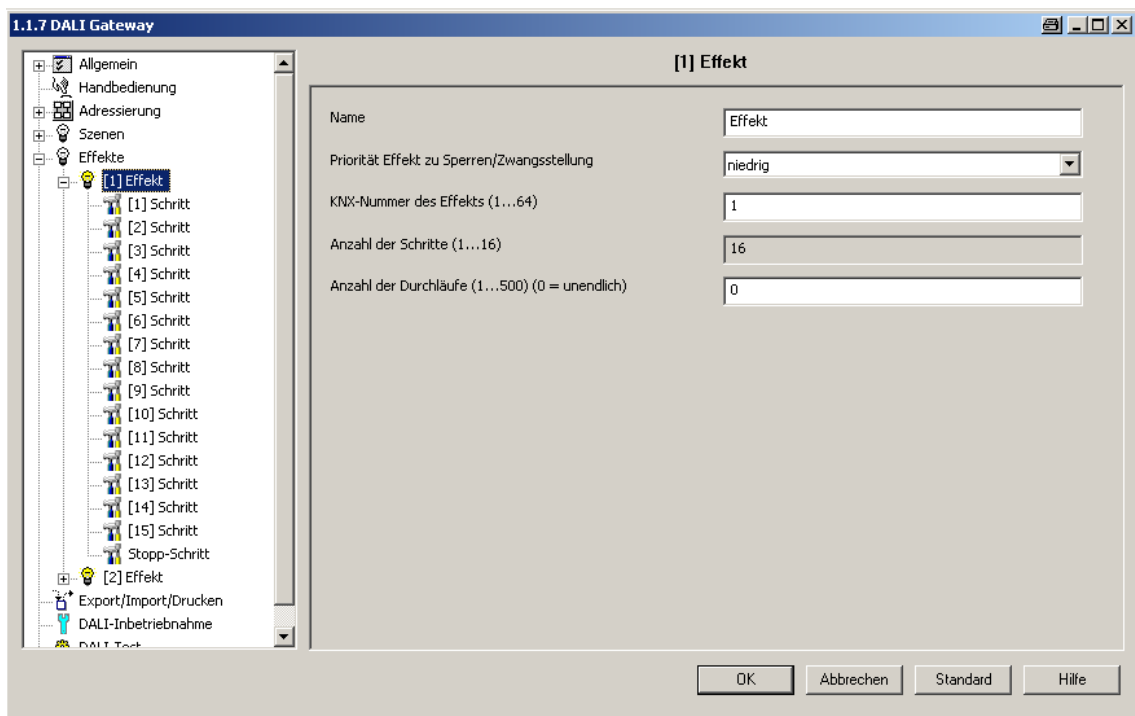 1.1.7 DALI Gateway
Allgemein
Handbedienung
Adressierung
Szenen
Effekte
[1] Effekt
[1] Schritt
[2] Schritt
[3] Schritt
[4] Schritt
[5] Schritt
[6] Schritt
[7] Schritt
[8] Schritt
[9] Schritt
[10] Schritt
[11] Schritt
[12] Schritt
[13] Schritt
[14] Schritt
[15] Schritt
Stopp-Schritt
[2] Effekt
Export/Import/Drucken
DALI-Inbetriebnahme
DALI-Test
[1] Effekt
Name
Effekt
Priorität Effekt zu Sperren/Zwangsstellung
niedrig
KNX-Nummer des Effekts (1...64)
1
Anzahl der Schritte (1...16)
16
Anzahl der Durchläufe (1...500) (0 = unendlich)
0
OK
Abbrechen
Standard
Hilfe